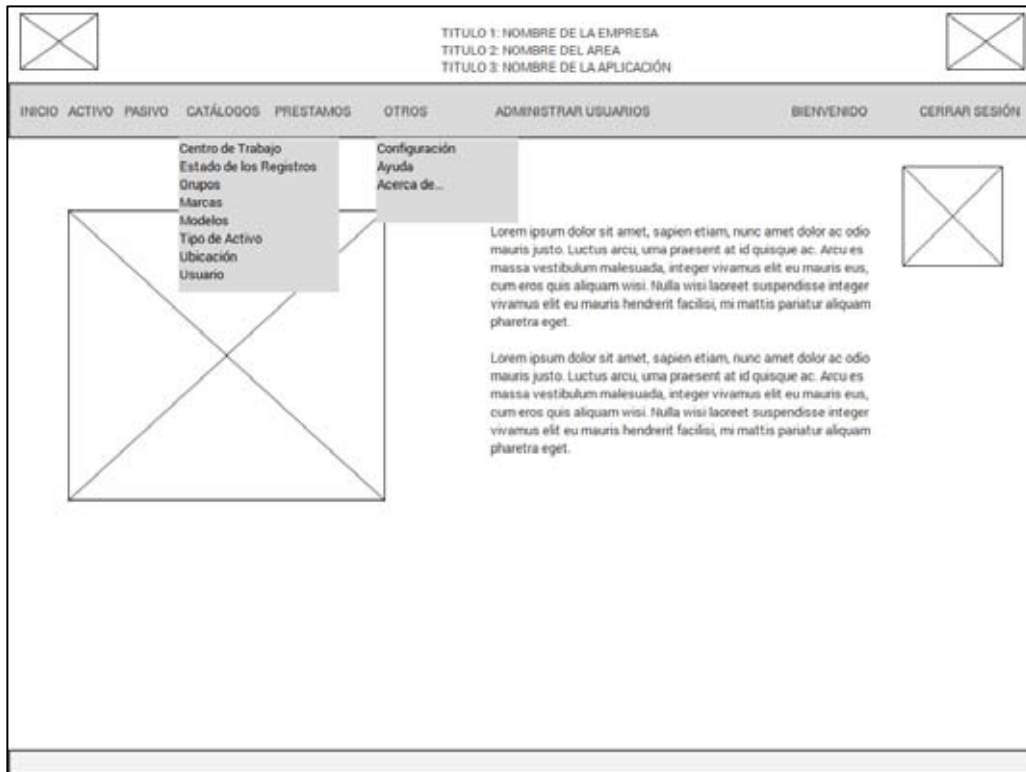 TITULO 1: NOMBRE DE LA EMPRESA
TITULO 2: NOMBRE DEL AREA
TITULO 3: NOMBRE DE LA APLICACIÓN
INICIO ACTIVO PASIVO CATÁLOGOS PRESTAMOS OTROS ADMINISTRAR USUARIOS BIENVENIDO CERRAR SESIÓN
Centro de Trabajo
Estado de los Registros
Grupos
Marcas
Modelos
Tipo de Activo
Ubicación
Usuario
Configuración
Ayuda
Acerca de...
Lorem ipsum dolor sit amet, sapien etiam, nunc amet dolor ac odio
mauris justo. Luctus arcu, urna praesent at id quisque ac. Arcu es
massa vestibulum malesuada, integer vivamus elit eu mauris eus,
cum eros quis aliquam wisi. Nulla wisi laoreet suspendisse integer
vivamus elit eu mauris hendrerit facilisi, mi mattis pariatur aliquam
pharetra eget.
Lorem ipsum dolor sit amet, sapien etiam, nunc amet dolor ac odio
mauris justo. Luctus arcu, urna praesent at id quisque ac. Arcu es
massa vestibulum malesuada, integer vivamus elit eu mauris eus,
cum eros quis aliquam wisi. Nulla wisi laoreet suspendisse integer
vivamus elit eu mauris hendrerit facilisi, mi mattis pariatur aliquam
pharetra eget.